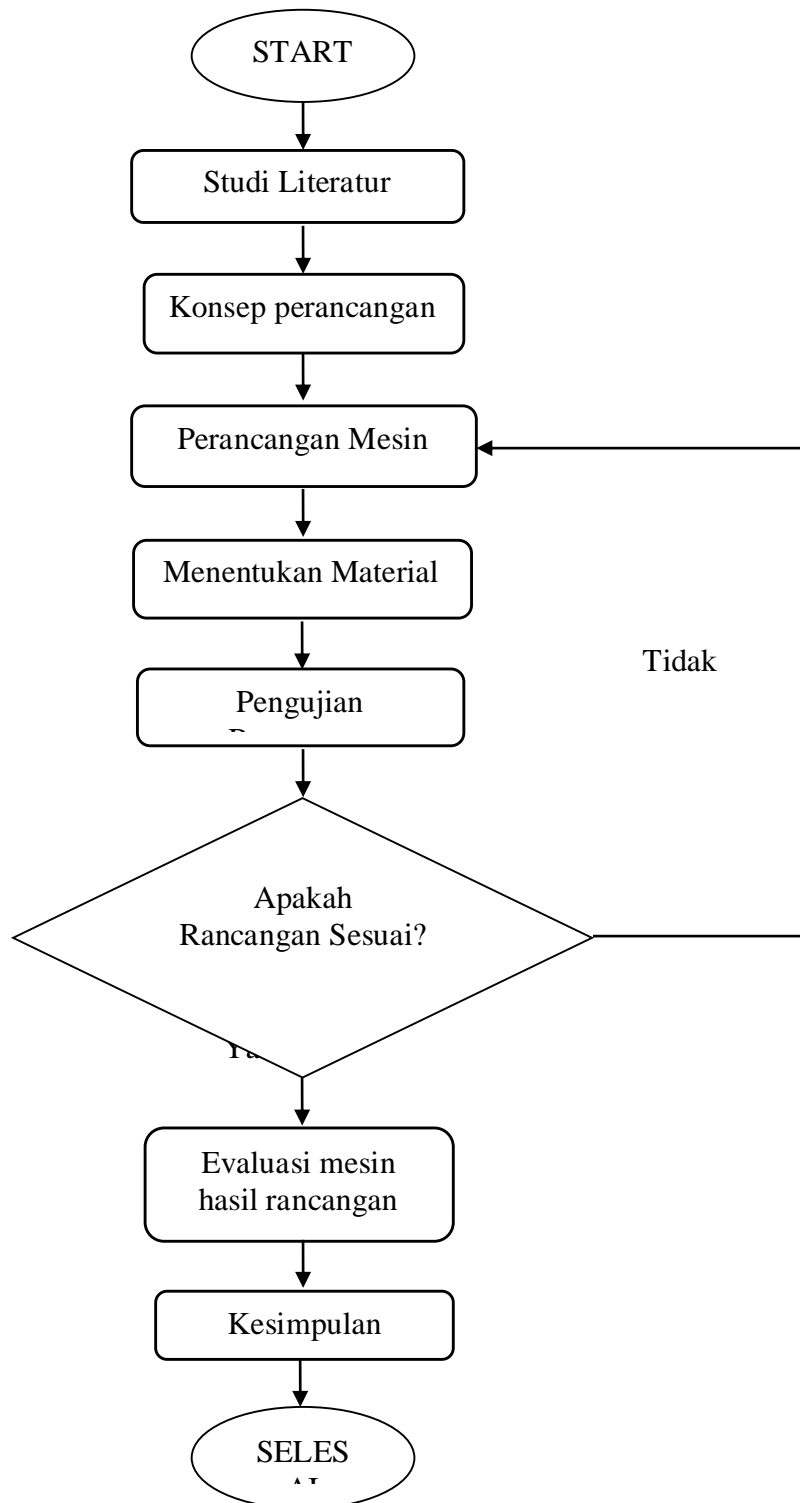 START
Studi Literatur
Konsep perancangan
Perancangan Mesin
Menentukan Material
Tidak
Pengujian
Apakah
Rancangan Sesuai?
Evaluasi mesin
hasil rancangan
Kesimpulan
SELES